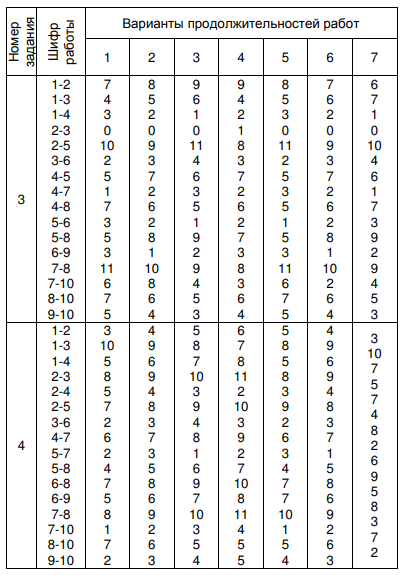 Номер задания
Шифр работы
Варианты продолжительностей работ
1 2 3 4 5 6 7
3
1-2 7 8 9 9 8 7 6
1-3 4 5 6 4 5 6 7
1-4 3 2 1 2 3 2 1
2-3 0 0 0 1 0 0 0
2-5 10 9 11 8 11 9 10
3-6 2 3 4 3 2 3 4
4-5 5 7 6 7 5 7 6
4-7 1 2 3 2 3 2 1
4-8 7 6 5 6 5 6 7
5-6 3 2 1 2 1 2 3
5-8 5 8 9 7 5 8 9
6-9 3 1 2 3 3 1 2
7-8 11 10 9 8 11 10 9
7-10 6 8 4 3 6 2 4
8-10 7 6 5 6 7 6 5
9-10 5 4 3 4 5 4 3
4
1-2 3 4 5 6 5 4 3
1-3 10 9 8 7 8 9 10
1-4 5 6 7 8 5 6 7
2-3 8 9 10 11 8 9 5
2-4 5 4 3 2 3 4 7
2-5 7 8 9 10 9 8 4
3-6 2 3 4 3 2 3 8
4-7 6 7 8 9 6 7 2
5-7 2 3 1 2 3 1 6
5-8 4 5 6 7 4 5 9
6-8 7 8 9 10 7 8 5
6-9 5 6 7 8 7 6 8
7-8 8 9 10 11 10 9 3
7-10 1 2 3 4 1 2 7
8-10 7 6 5 5 5 6 2
9-10 2 3 4 5 4 3